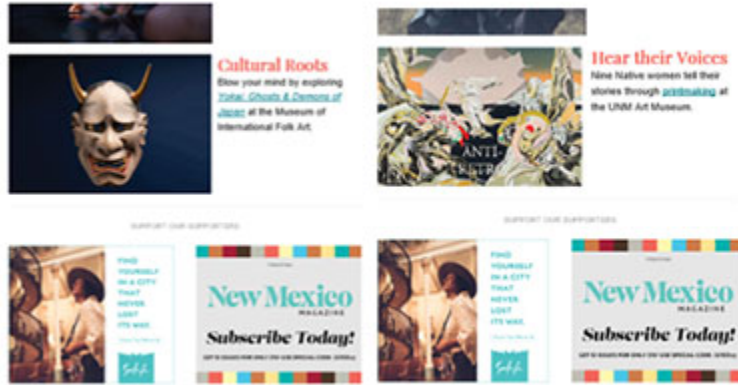 Cultural Roots
Blow your mind by exploring
Yokai: Ghosts & Demons of
Japan at the Museum of
International Folk Art.
Hear their Voices
Nine Native women tell their
stories through printmaking at
the UNM Art Museum.
ANTI-
RETRO
SUPPORT OUR SUPPORTERS
FIND
YOURSELF
IN A CITY
THAT
NEVER
LOST
ITS WAY.
New Mexico
MAGAZINE
Subscribe Today!
SUPPORT OUR SUPPORTERS
FIND
YOURSELF
IN A CITY
THAT
NEVER
LOST
ITS WAY.
New Mexico
MAGAZINE
Subscribe Today!